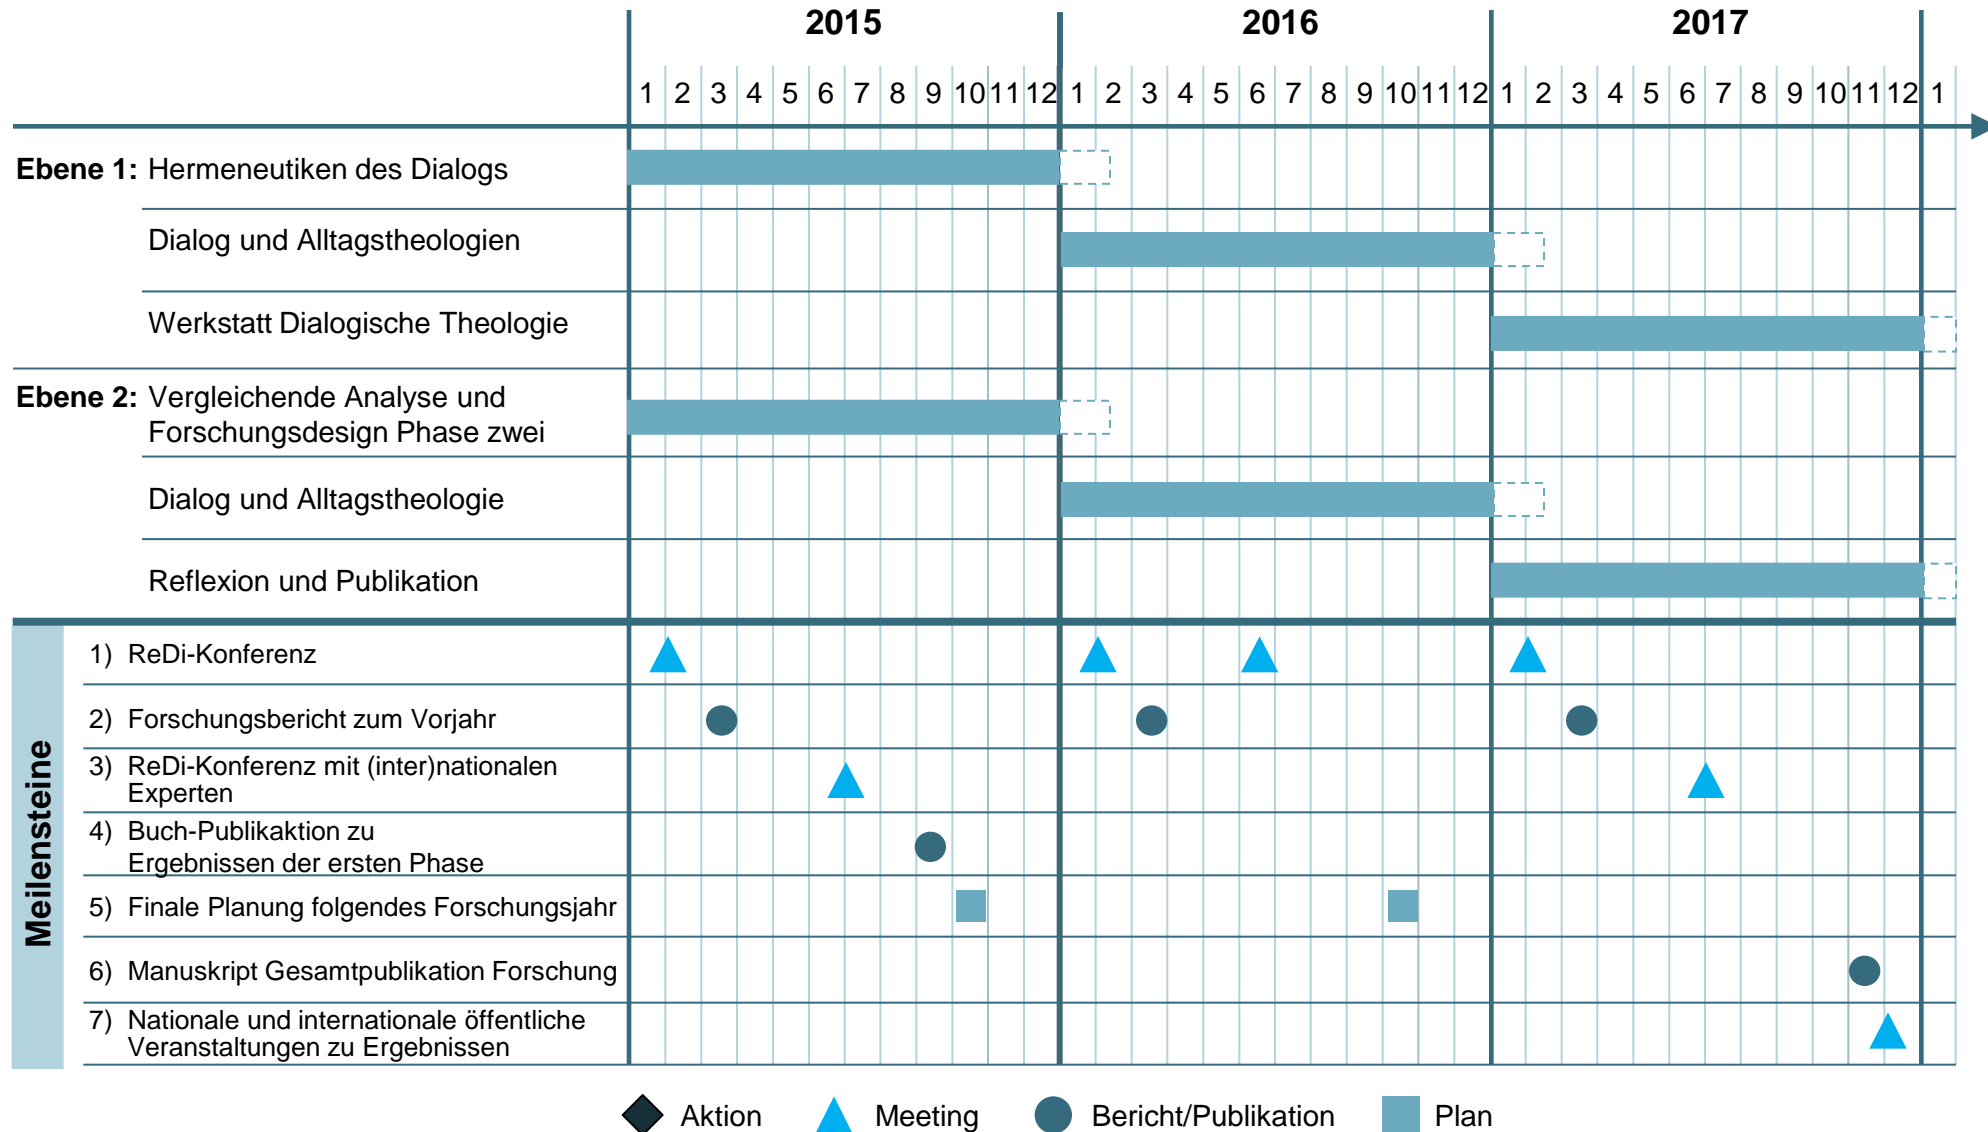 2015 2016 2017
1 2 3 4 5 6 7 8 9 10 11 12 1 2 3 4 5 6 7 8 9 10 11 12 1 2 3 4 5 6 7 8 9 10 11 12 1
Ebene 1: Hermeneutiken des Dialogs
Dialog und Alltagstheologien
Werkstatt Dialogische Theologie
Ebene 2: Vergleichende Analyse und
Forschungsdesign Phase zwei
Dialog und Alltagstheologie
Reflexion und Publikation
Meilensteine
1) ReDi-Konferenz
2) Forschungsbericht zum Vorjahr
3) ReDi-Konferenz mit (inter)nationalen
Experten
4) Buch-Publikaktion zu
Ergebnissen der ersten Phase
5) Finale Planung folgendes Forschungsjahr
6) Manuskript Gesamtpublikation Forschung
7) Nationale und internationale öffentliche
Veranstaltungen zu Ergebnissen
Aktion Meeting Bericht/Publikation Plan